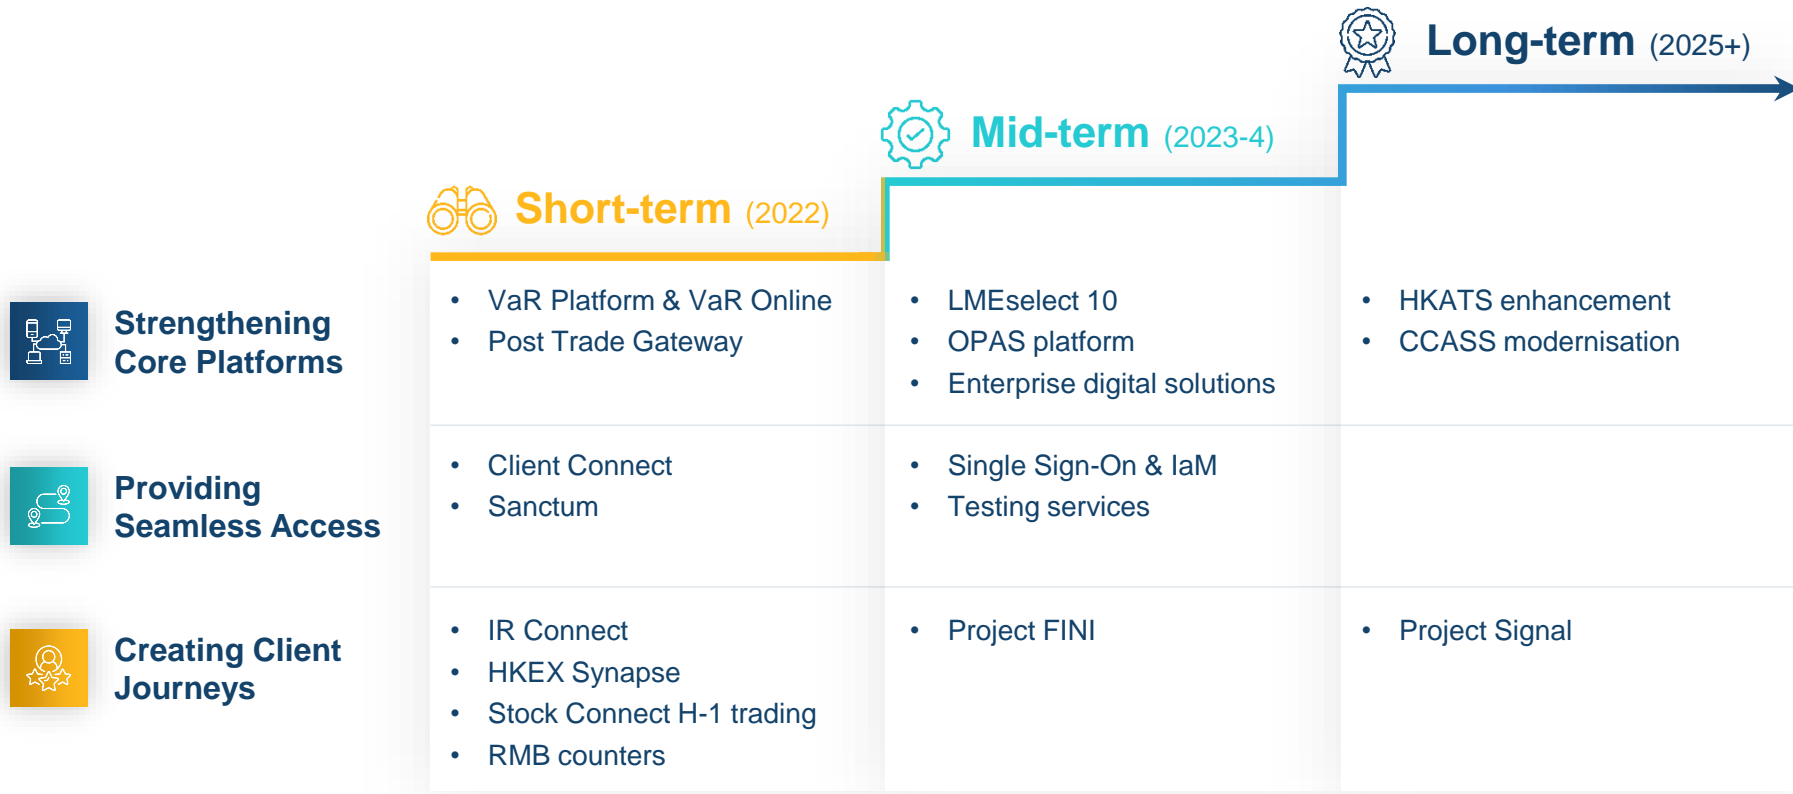 Long-term (2025+)
Mid-term (2023-4)
Short-term (2022)
Strengthening
Core Platforms
• VaR Platform & VaR Online
• Post Trade Gateway
• LMEselect 10
• OPAS platform
• Enterprise digital solutions
• HKATS enhancement
• CCASS modernisation
Providing
Seamless Access
• Client Connect
• Sanctum
• Single Sign-On & IaM
• Testing services
Creating Client
Journeys
• IR Connect
• HKEX Synapse
• Stock Connect H-1 trading
• RMB counters
• Project FINI
• Project Signal